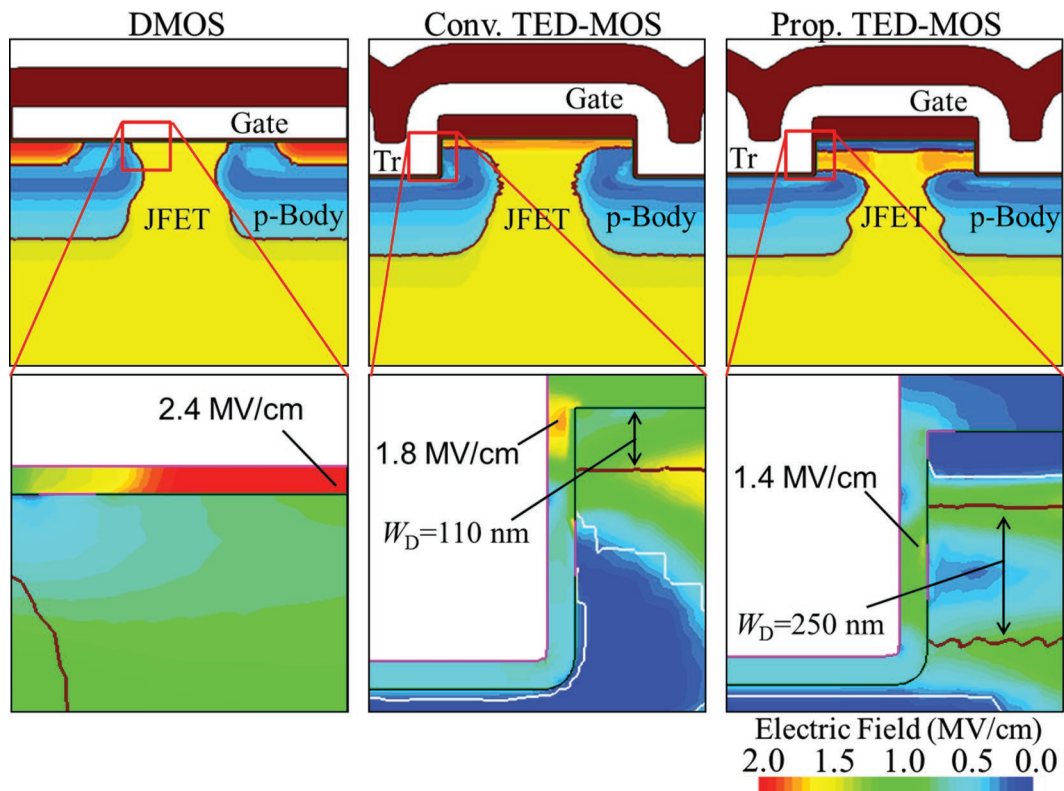 DMOS
Conv. TED-MOS
Prop. TED-MOS
Gate
JFET
p-Body
Gate
Tr
JFET
p-Body
Gate
Tr
JFET
p-Body
2.4 MV/cm
1.8 MV/cm
W_D=110 nm
1.4 MV/cm
W_D=250 nm
Electric Field (MV/cm)
2.0 1.5 1.0 0.5 0.0